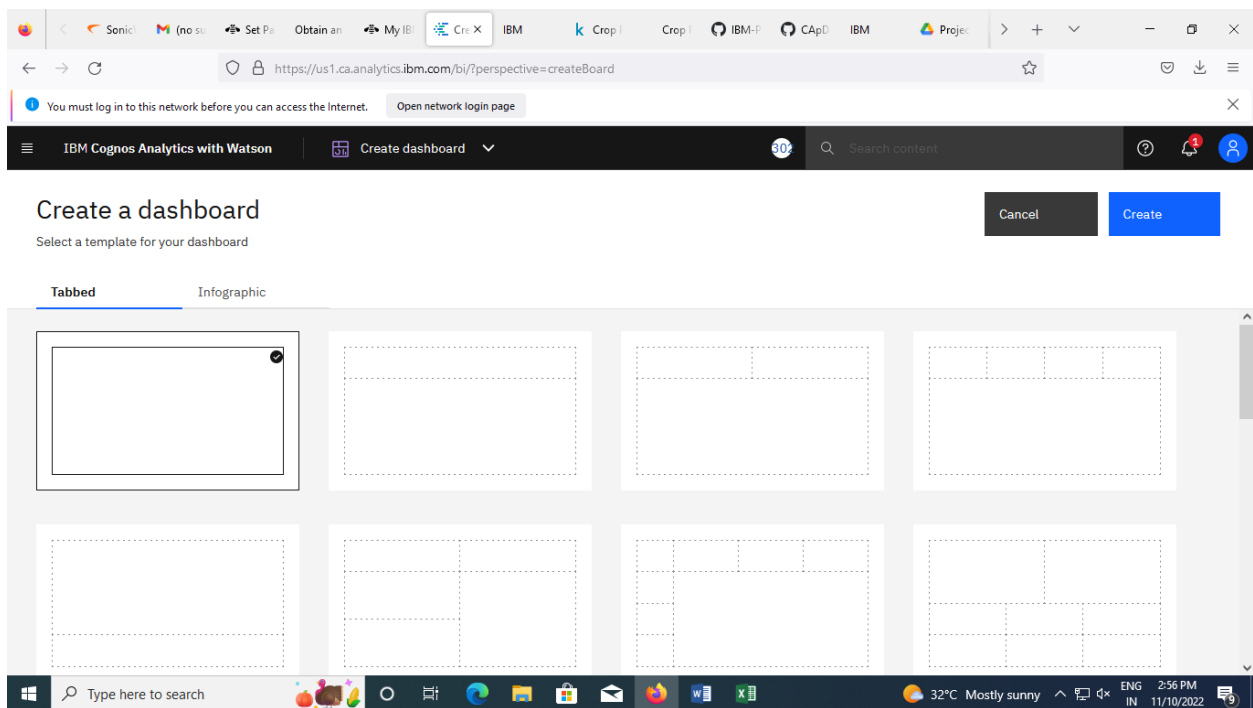 Sonic
(no su
Set Pa
Obtain an
My IB
Cre
IBM
Crop
Crop
IBM-P
CApD
IBM
Projec
https://us1.ca.analytics.ibm.com/bi/?perspective=createBoard
You must log in to this network before you can access the Internet. Open network login page
IBM Cognos Analytics with Watson
Create dashboard
302
Search content
1
Create a dashboard
Cancel
Create
Select a template for your dashboard
Tabbed
Infographic
Type here to search
32°C Mostly sunny
ENG
IN
2:56 PM
11/10/2022
9